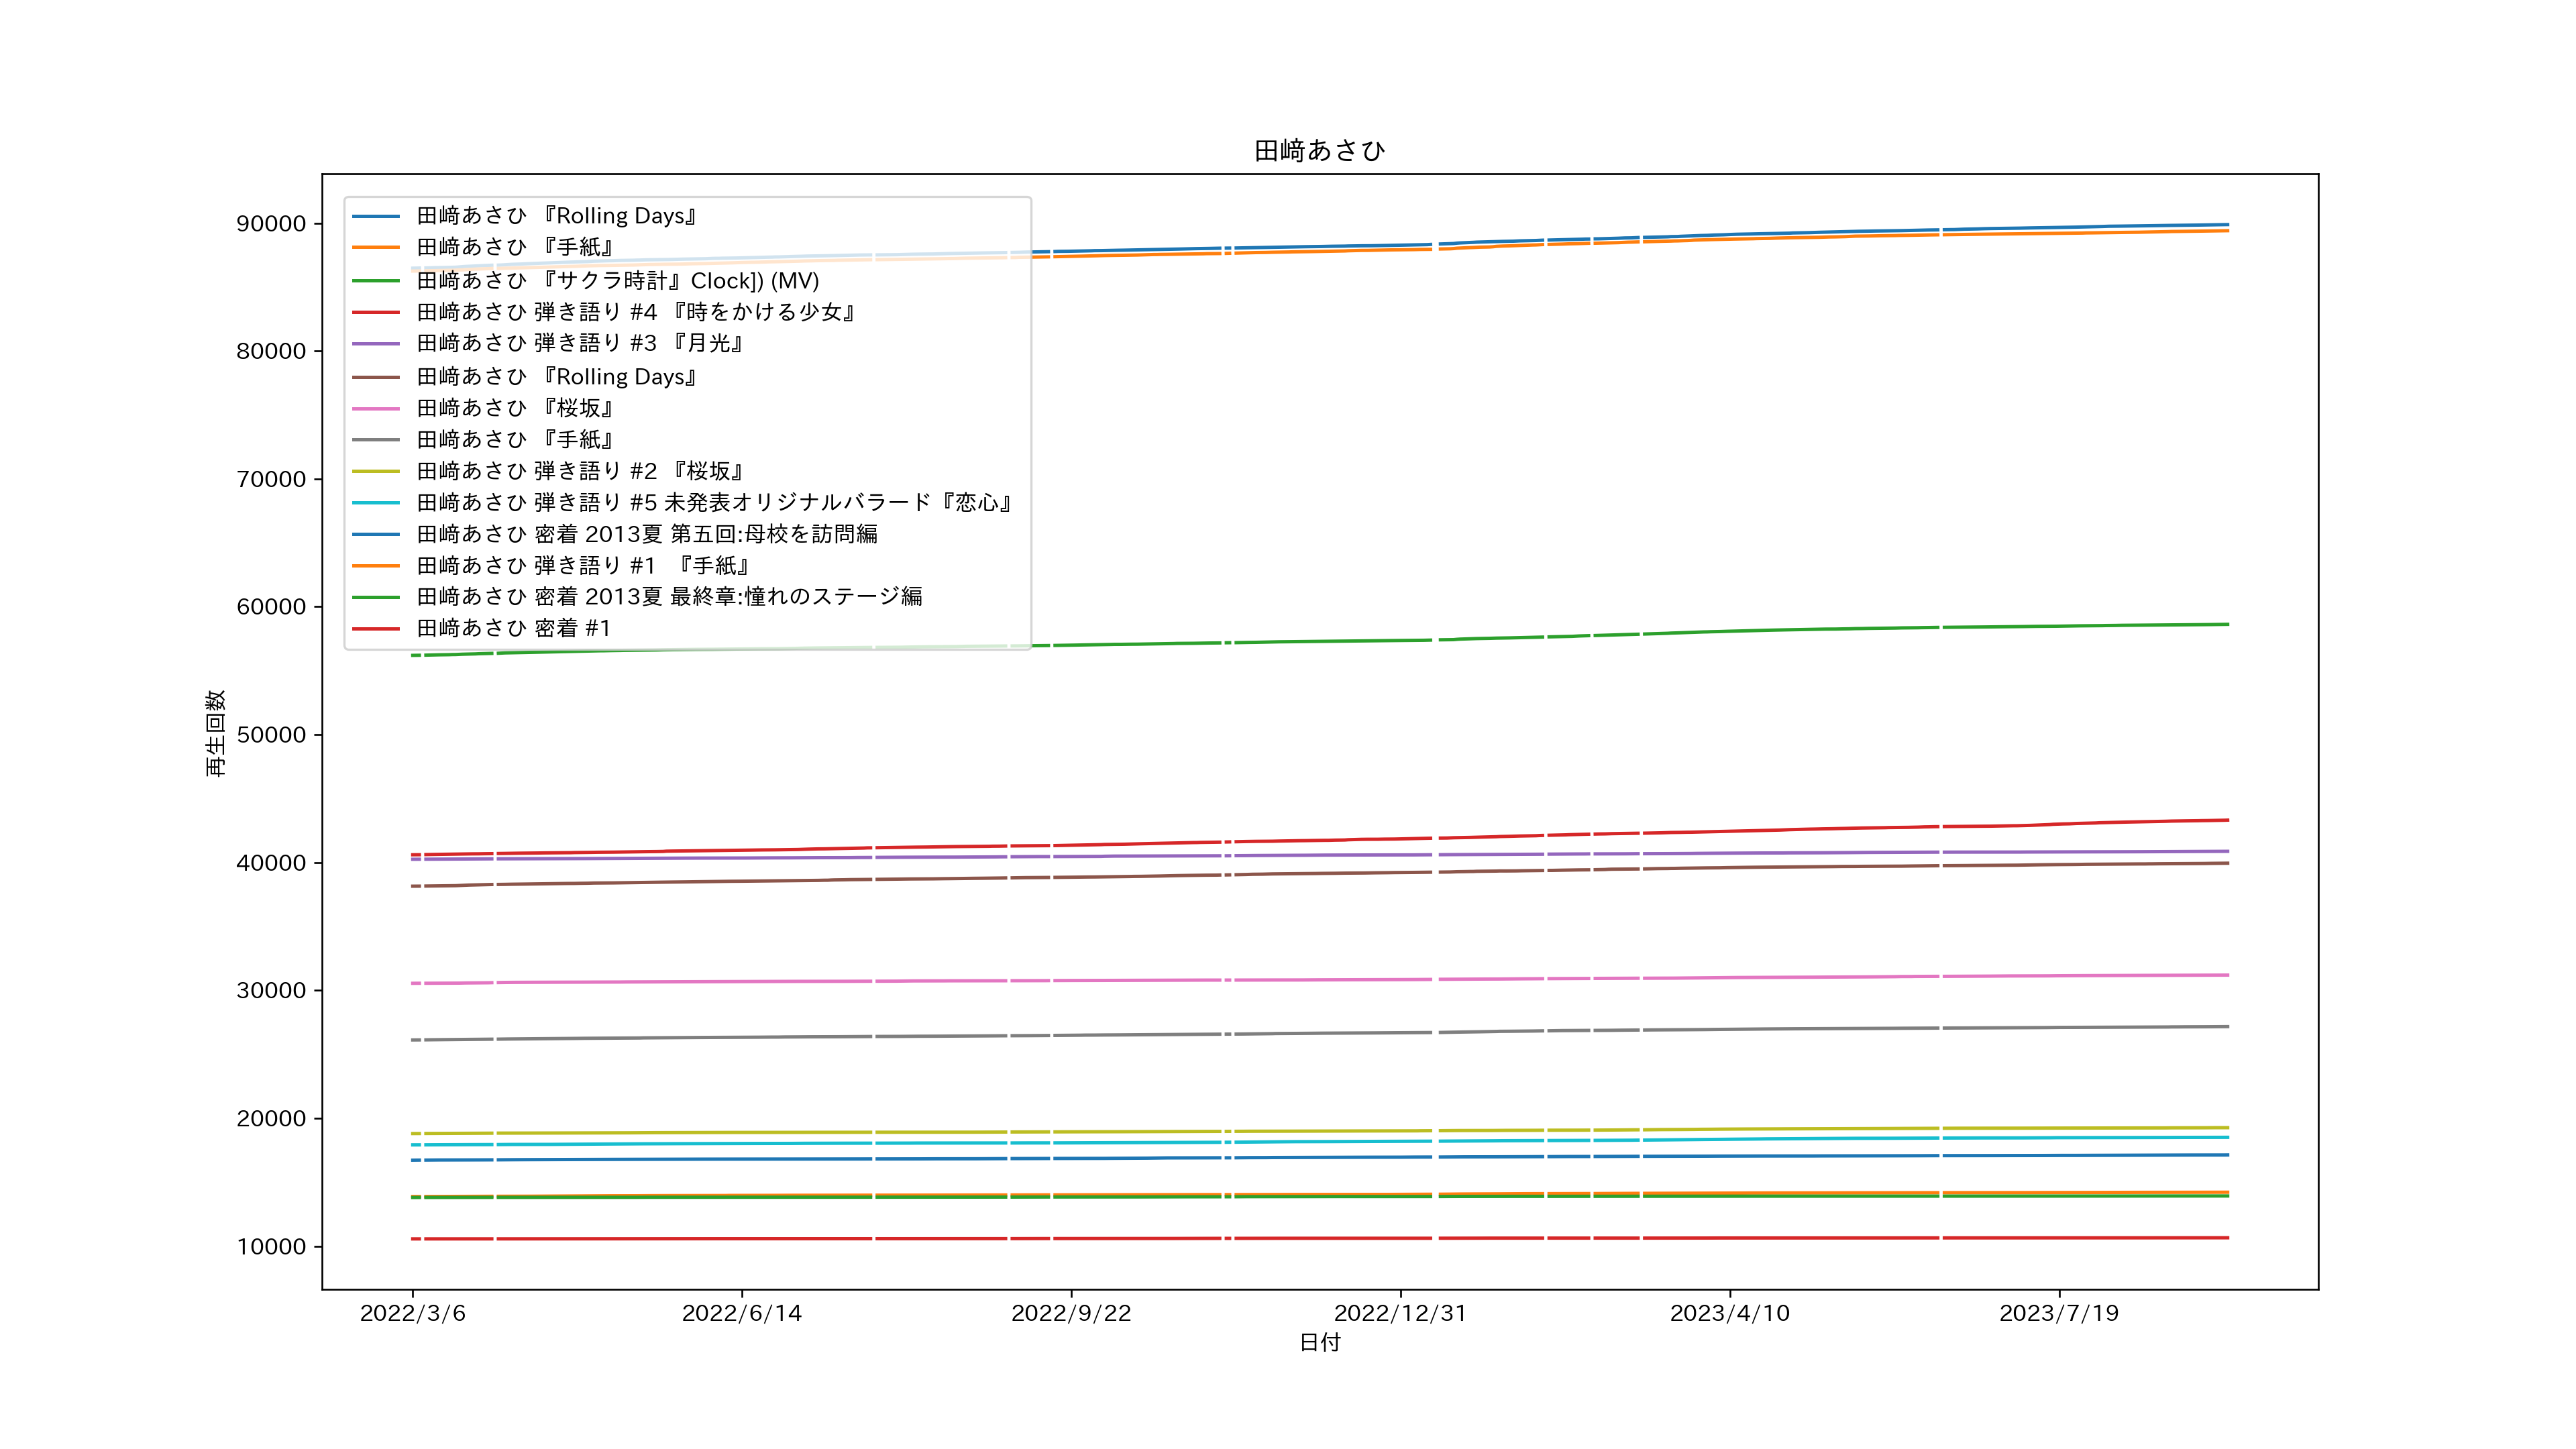 田﨑あさひ
90000
80000
70000
60000
50000
40000
30000
20000
10000
再生回数
田﨑あさひ 『Rolling Days』
田﨑あさひ 『手紙』
田﨑あさひ 『サクラ時計』Clock]) (MV)
田﨑あさひ 弾き語り #4 『時をかける少女』
田﨑あさひ 弾き語り #3 『月光』
田﨑あさひ 『Rolling Days』
田﨑あさひ 『桜坂』
田﨑あさひ 『手紙』
田﨑あさひ 弾き語り #2 『桜坂』
田﨑あさひ 弾き語り #5 未発表オリジナルバラード『恋心』
田﨑あさひ 密着 2013夏 第五回:母校を訪問編
田﨑あさひ 弾き語り #1 『手紙』
田﨑あさひ 密着 2013夏 最終章:憧れのステージ編
田﨑あさひ 密着 #1
2022/3/6 2022/6/14 2022/9/22 2022/12/31 2023/4/10 2023/7/19
日付